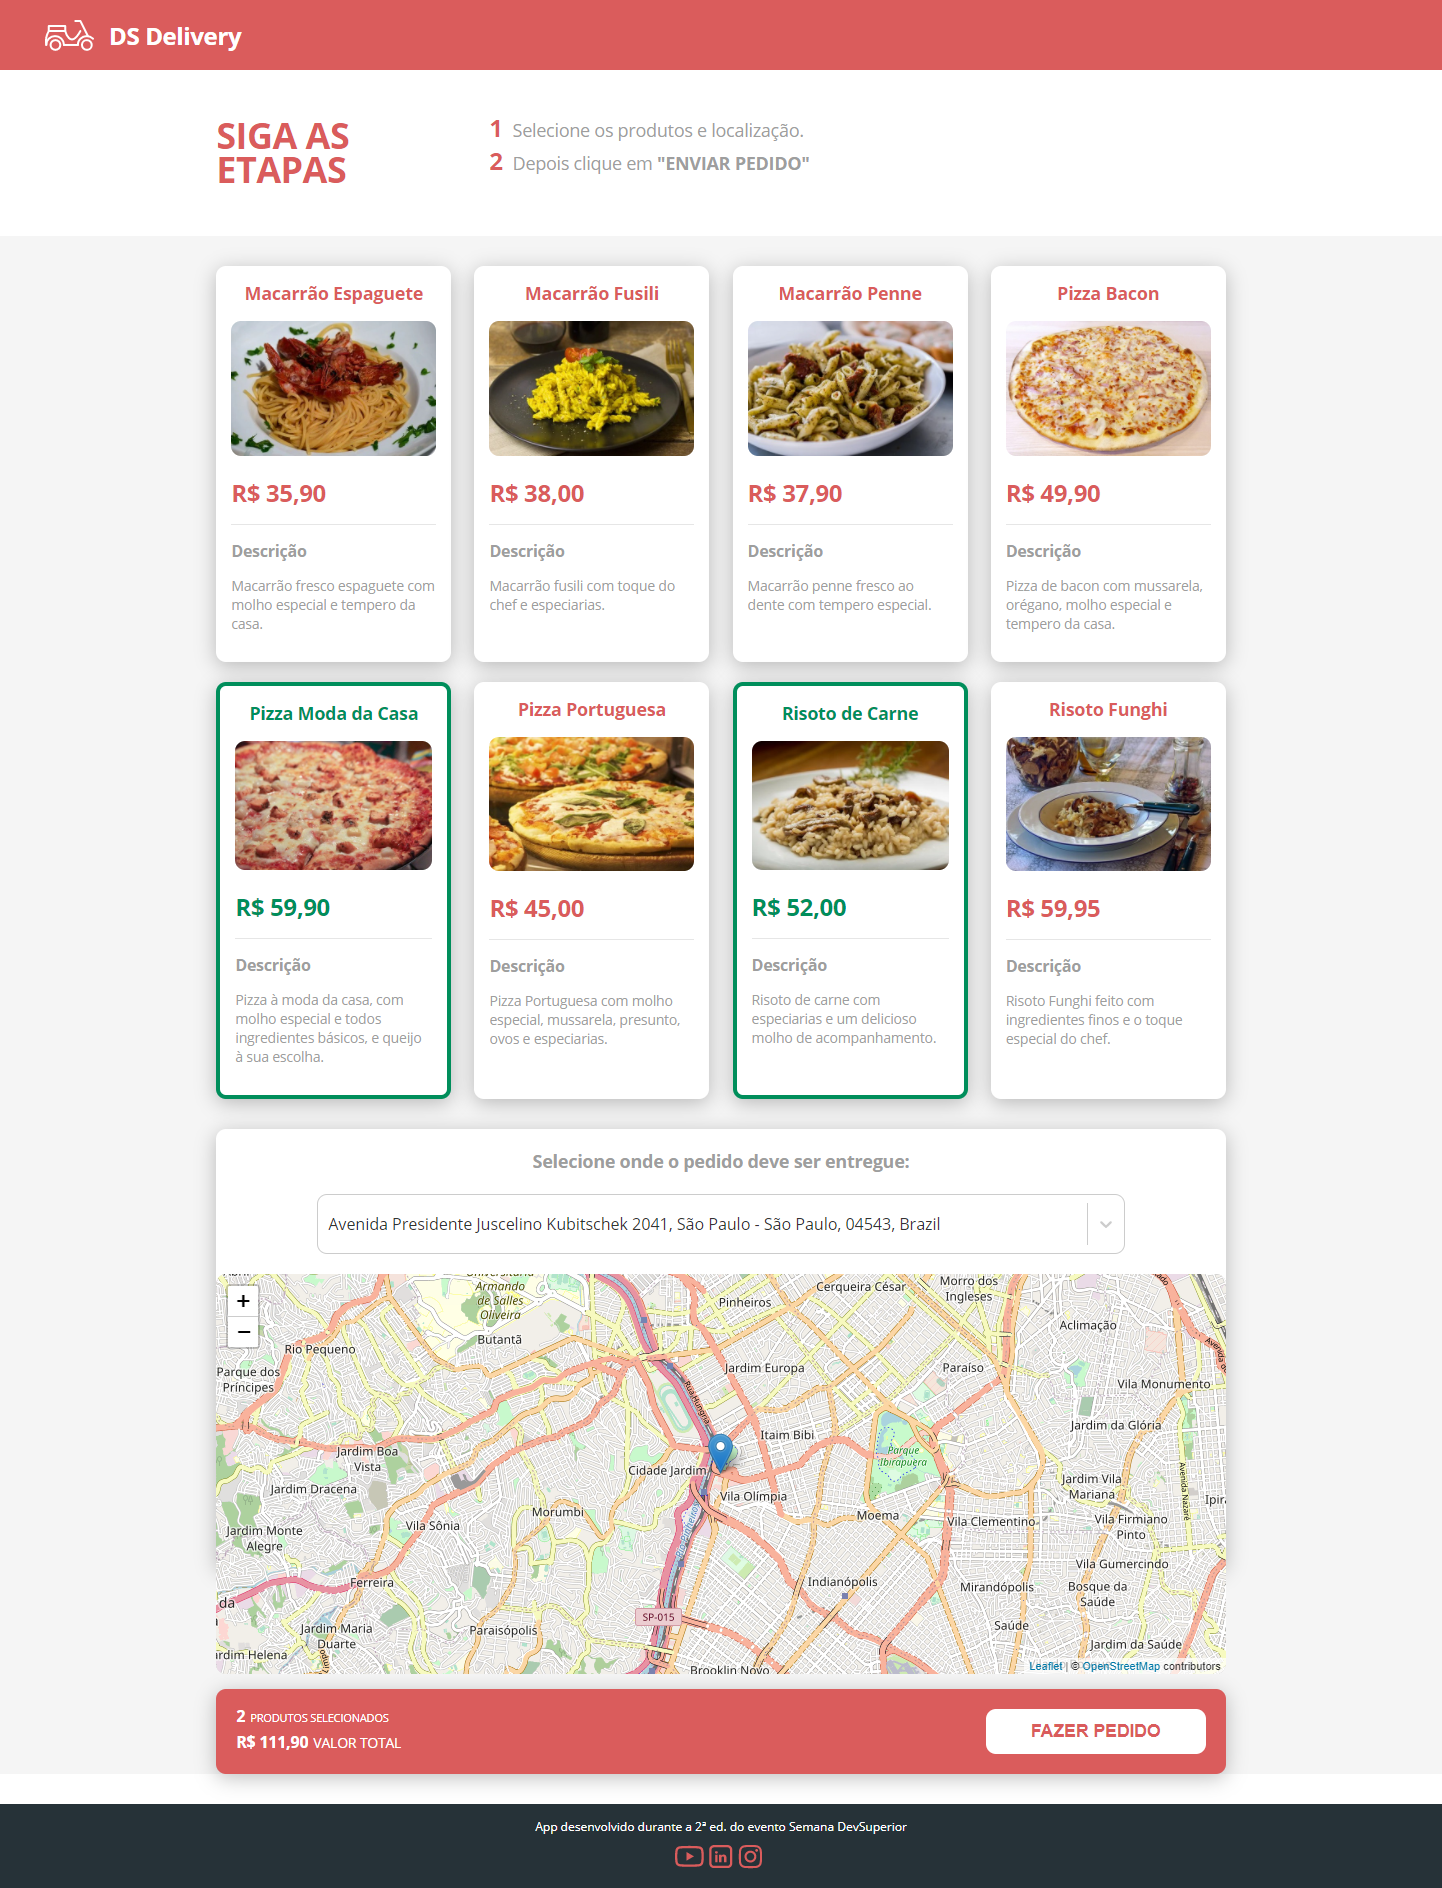 DS Delivery
SIGA AS
ETAPAS
1 Selecione os produtos e localização.
2 Depois clique em "ENVIAR PEDIDO"
Macarrão Espaguete
R$ 35,90
Descrição
Macarrão fresco espaguete com
molho especial e tempero da
casa.
Macarrão Fusili
R$ 38,00
Descrição
Macarrão fusili com toque do
chef e especiarias.
Macarrão Penne
R$ 37,90
Descrição
Macarrão penne fresco ao
dente com tempero especial.
Pizza Bacon
R$ 49,90
Descrição
Pizza de bacon com mussarela,
orégano, molho especial e
tempero da casa.
Pizza Moda da Casa
R$ 59,90
Descrição
Pizza à moda da casa, com
molho especial e todos
ingredientes básicos, e queijo
à sua escolha.
Pizza Portuguesa
R$ 45,00
Descrição
Pizza Portuguesa com molho
especial, mussarela, presunto,
ovos e especiarias.
Risoto de Carne
R$ 52,00
Descrição
Risoto de carne com
especiarias e um delicioso
molho de acompanhamento.
Risoto Funghi
R$ 59,95
Descrição
Risoto Funghi feito com
ingredientes finos e o toque
especial do chef.
Selecione onde o pedido deve ser entregue:
Avenida Presidente Juscelino Kubitschek 2041, São Paulo - São Paulo, 04543, Brazil
+
−
Armando
de Salles
Oliveira
Butantã
Rio Pequeno
Parque dos
Príncipes
Pinheiros
Cerqueira César
Morro dos
Ingleses
Aclimação
Jardim Europa
Paraíso
Vila Monumento
Rua Hungria
Jardim da Glória
Itaim Bibi
Parque
Ibirapuera
Jardim Boa
Vista
Cidade Jardim
Jardim Dracena
Vila Olímpia
Jardim Vila
Mariana
Avenida Nazaré
Morumbi
Moema
Vila Clementino
Vila Firmiano
Pinto
Vila Sônia
Jardim Monte
Alegre
Vila Gumercindo
Ferreira
Indianópolis
Mirandópolis
Bosque da
Saúde
da
SP-015
Saúde
Jardim Maria
Duarte
Paraisópolis
Jardim da Saúde
rdim Helena
Brooklin Novo
Leaflet | © OpenStreetMap contributors
2 PRODUTOS SELECIONADOS
R$ 111,90 VALOR TOTAL
FAZER PEDIDO
App desenvolvido durante a 2ª ed. do evento Semana DevSuperior
in